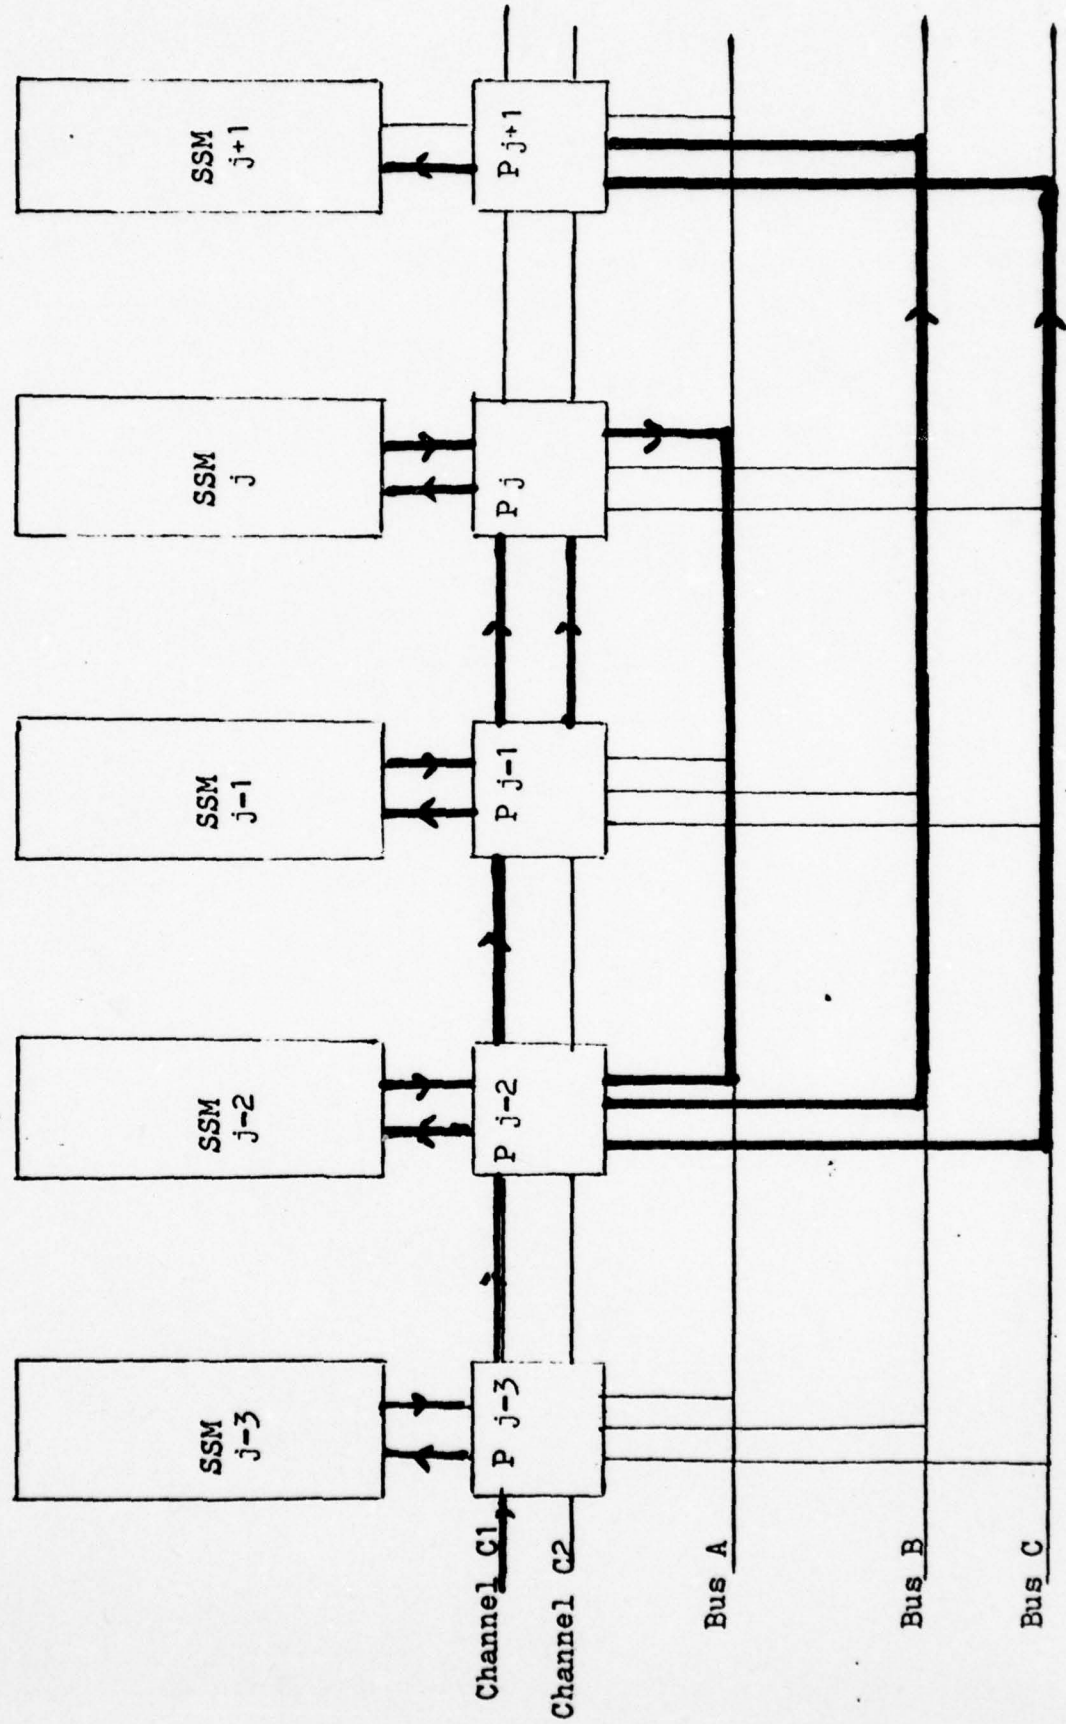 SSM
j-3
SSM
j-2
SSM
j-1
SSM
j
SSM
j+1
P j-3
P j-2
P j-1
P j
P j+1
Channel C1
Channel C2
Bus A
Bus B
Bus C